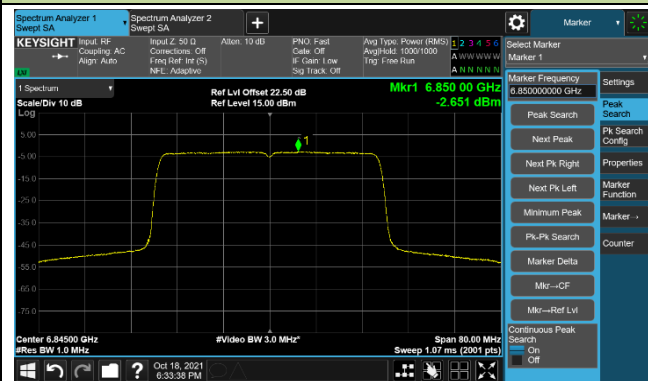 Spectrum Analyzer 1
Swept SA
Spectrum Analyzer 2
Swept SA
+
Marker
KEYSIGHT
Input: RF
Coupling: AC
Align: Auto
Input Z: 50 Ω
Corrections: Off
Freq Ref: Int (S)
NFE: Adaptive
Atten: 10 dB
PNO: Fast
Gate: Off
IF Gain: Low
Sig Track: Off
Avg Type: Power (RMS)
Avg|Hold: 1000/1000
Trig: Free Run
1 2 3 4 5 6
A W W W W W
A N N N N N
LXI
Select Marker
Marker 1
1 Spectrum
Scale/Div 10 dB
Log
Ref Lvl Offset 22.50 dB
Ref Level 15.00 dBm
Mkr1 6.850 00 GHz
-2.651 dBm
1
5.00
-5.00
-15.0
-25.0
-35.0
-45.0
-55.0
-65.0
-75.0
Center 6.84500 GHz
#Res BW 1.0 MHz
#Video BW 3.0 MHz*
Span 80.00 MHz
Sweep 1.07 ms (2001 pts)
Marker Frequency
6.850000000 GHz
Peak Search
Next Peak
Next Pk Right
Next Pk Left
Minimum Peak
Pk-Pk Search
Marker Delta
Mkr→CF
Mkr→Ref Lvl
Continuous Peak
Search
On
Off
Settings
Peak
Search
Pk Search
Config
Properties
Marker
Function
Marker→
Counter
?
Oct 18, 2021
6:33:38 PM